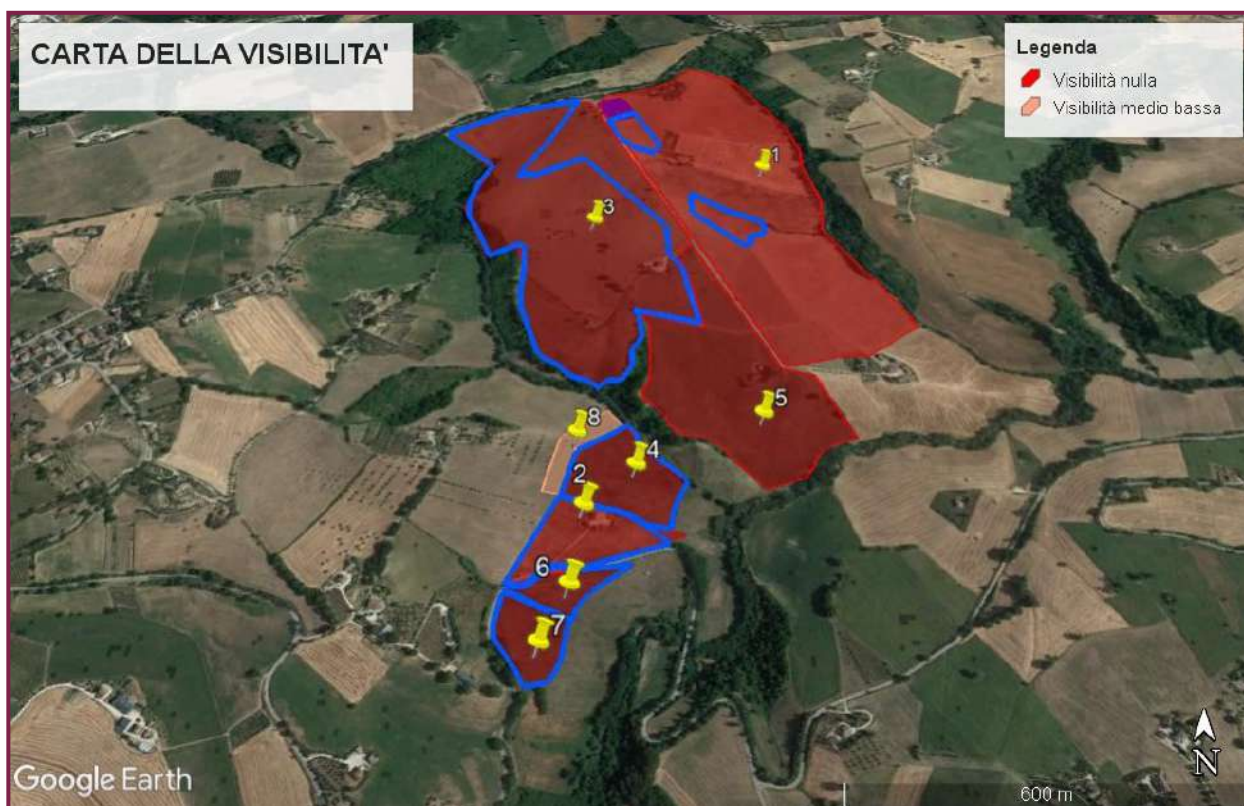 CARTA DELLA VISIBILITA'
Legenda
Visibilità nulla
Visibilità medio bassa
1
3
5
8
4
2
6
7
Google Earth
N
600 m